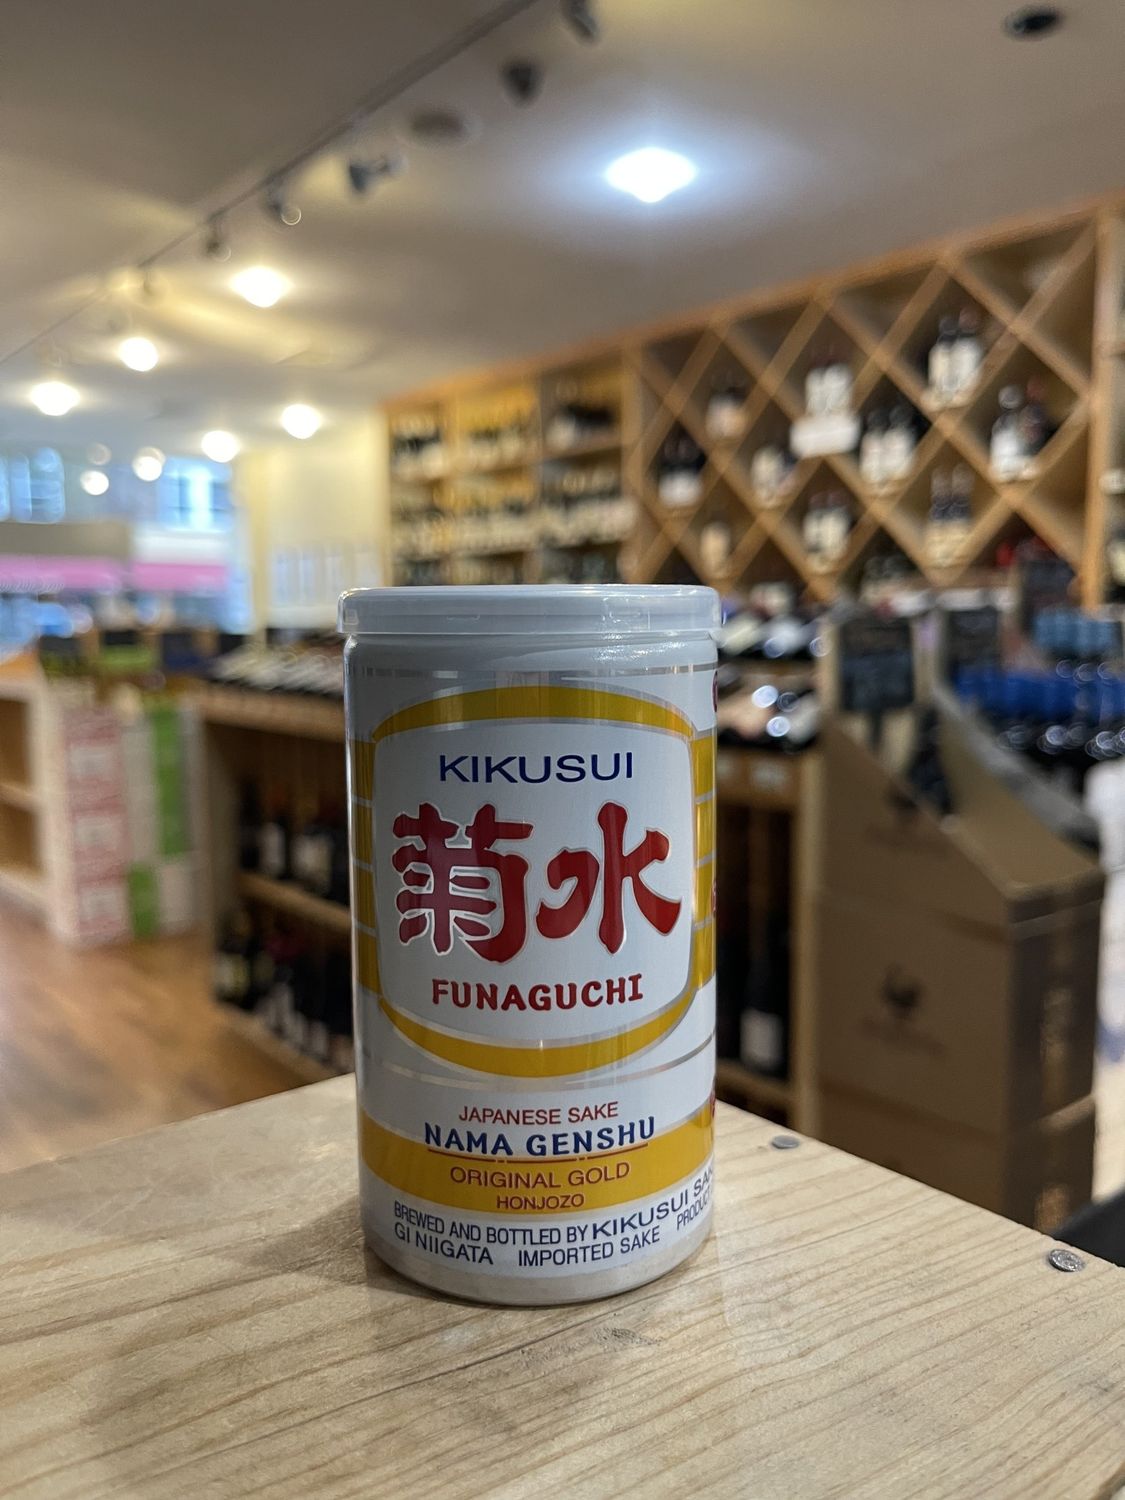 KIKUSUI
菊水
FUNAGUCHI
JAPANESE SAKE
NAMA GENSHU
ORIGINAL GOLD
HONJOZO
BREWED AND BOTTLED BY KIKUSUI
GI NIIGATA IMPORTED SAKE